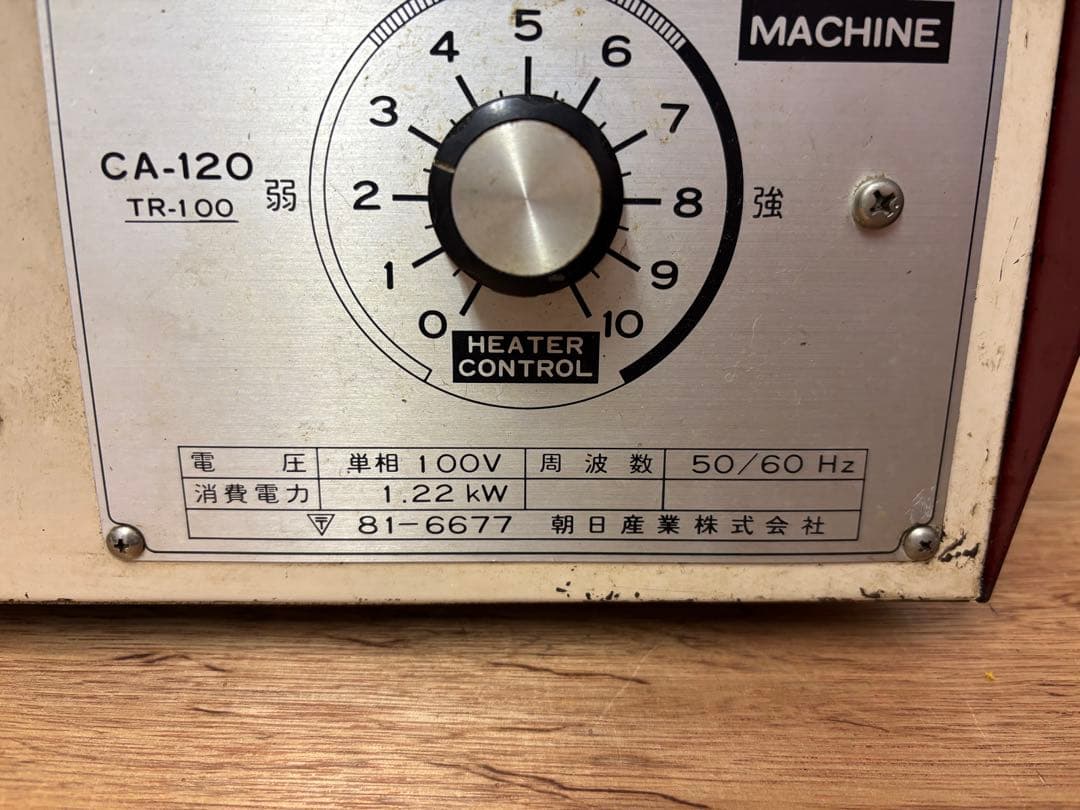 MACHINE
5
4 6
3 7
CA-120
TR-100
弱 2 8 強
1 9
0 10
HEATER
CONTROL
電圧 単相 100V 周波数 50/60 Hz
消費電力 1.22 kW
〒 81-6677 朝日産業株式会社